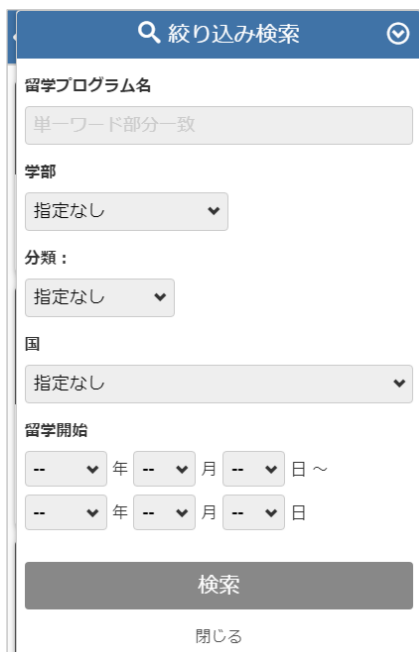 絞り込み検索
留学プログラム名
単一ワード部分一致
学部
指定なし
分類：
指定なし
国
指定なし
留学開始
-- 年 -- 月 -- 日 ～
-- 年 -- 月 -- 日
検索
閉じる